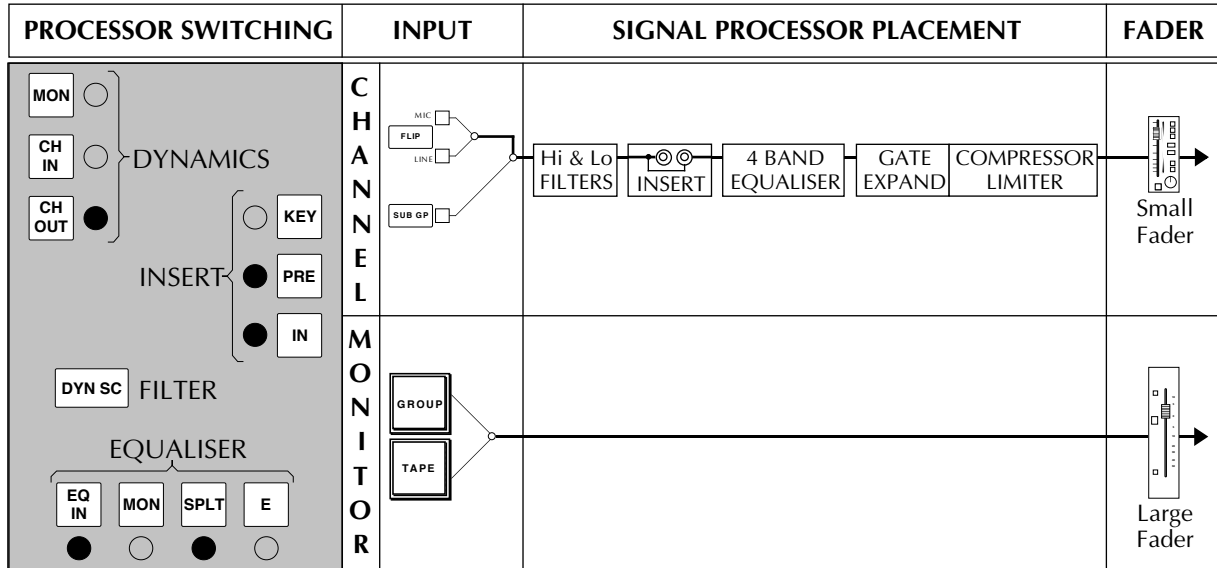 PROCESSOR SWITCHING
INPUT
SIGNAL PROCESSOR PLACEMENT
FADER
MON
CH
IN
CH
OUT
DYNAMICS
KEY
PRE
IN
INSERT
DYN SC
FILTER
EQUALISER
EQ
IN
MON
SPLT
E
CHANNEL
MIC
FLIP
LINE
SUB GP
Hi & Lo
FILTERS
INSERT
4 BAND
EQUALISER
GATE
EXPAND
COMPRESSOR
LIMITER
Small
Fader
MONITOR
GROUP
TAPE
Large
Fader